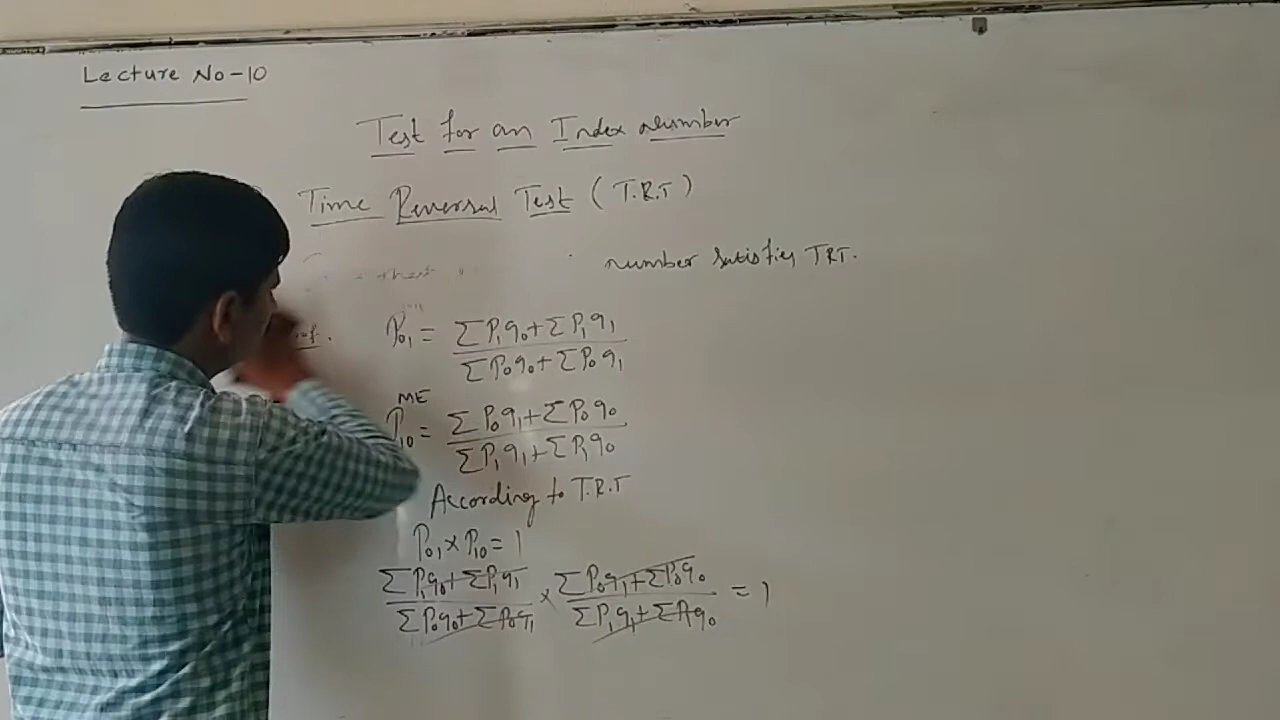 Lecture No-10
Test for an Index Number
Time Reversal Test (T.R.T)
number satisfies TRT.
P₀₁ = (ΣP₁q₀ + ΣP₁q₁) / (ΣP₀q₀ + ΣP₀q₁)
ME
P₁₀ = (ΣP₀q₁ + ΣP₀q₀) / (ΣP₁q₁ + ΣP₁q₀)
According to T.R.T
P₀₁ × P₁₀ = 1
(ΣP₁q₀ + ΣP₁q₁) / (ΣP₀q₀ + ΣP₀q₁) × (ΣP₀q₁ + ΣP₀q₀) / (ΣP₁q₁ + ΣP₁q₀) = 1